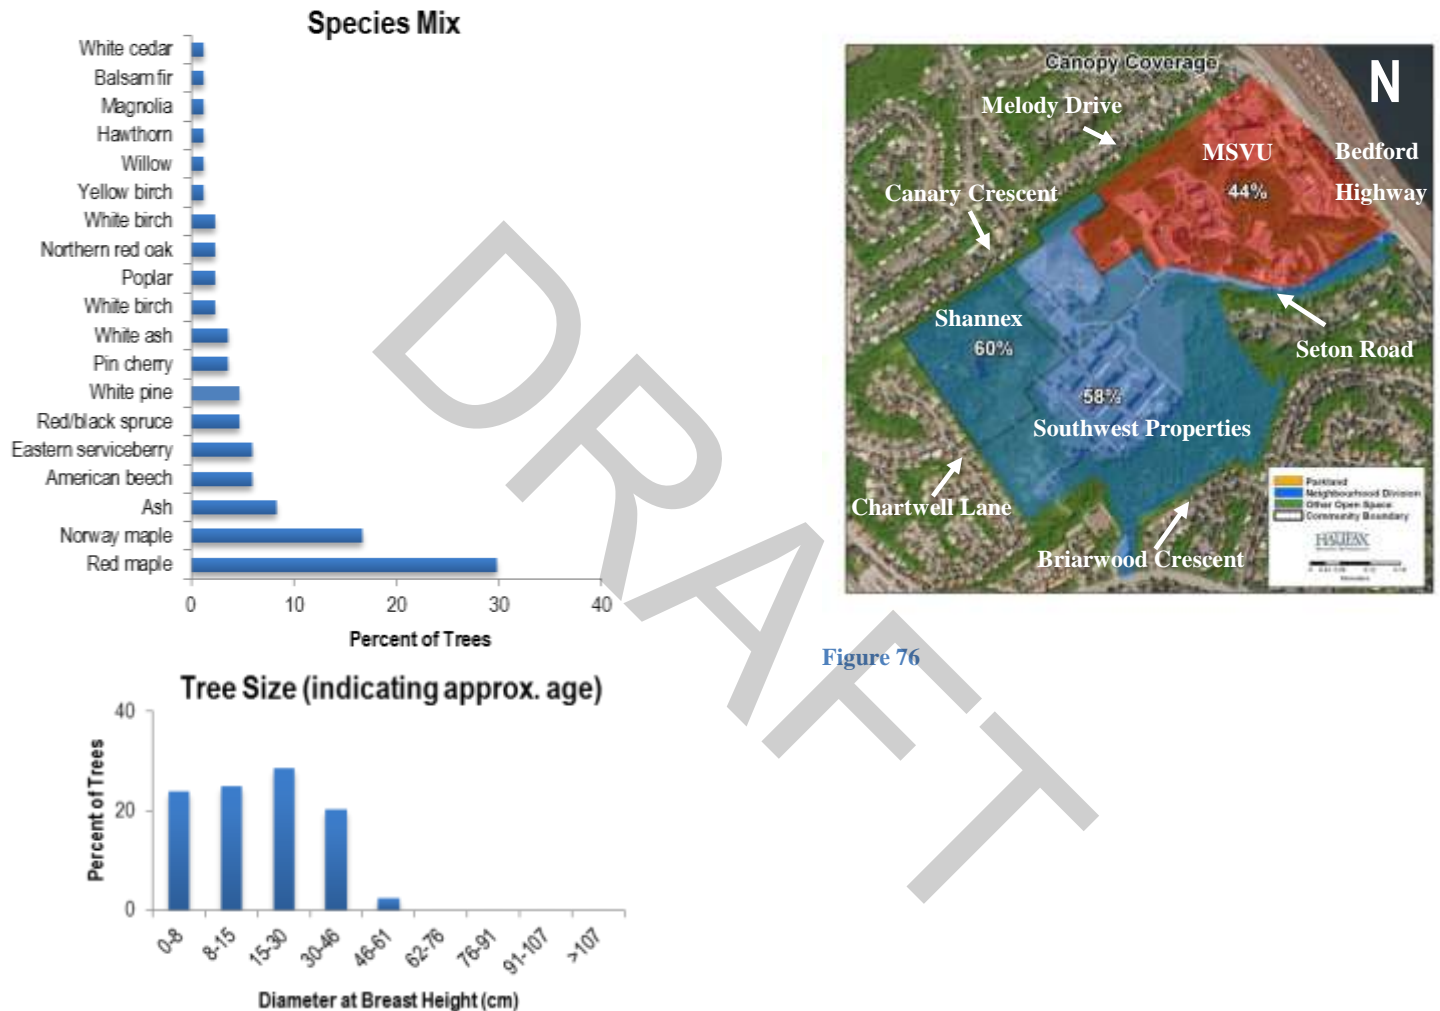 Species Mix
White cedar
Balsam fir
Magnolia
Hawthorn
Willow
Yellow birch
White birch
Northern red oak
Poplar
White birch
White ash
Pin cherry
White pine
Red/black spruce
Eastern serviceberry
American beech
Ash
Norway maple
Red maple
0 10 20 30 40
Percent of Trees
Tree Size (indicating approx. age)
40
20
0
Percent of Trees
0-8 8-15 15-30 30-46 46-61 62-76 76-91 91-107 >107
Diameter at Breast Height (cm)
Canopy Coverage
N
Melody Drive
MSVU
Bedford
Highway
44%
Canary Crescent
Shannex
60%
Seton Road
58%
Southwest Properties
Chartwell Lane
Briarwood Crescent
Parkland
Neighbourhood Division
Other Open Space
Community Boundary
HALIFAX
Figure 76
DRAFT